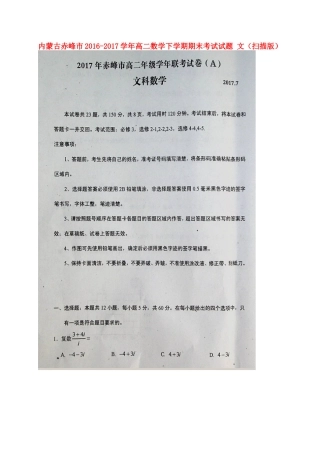 内蒙古赤峰市2016-2017学年高二数学下学期期末考试试题 文（扫描版）
2017年赤峰市高二年级学年联考试卷（A）
文科数学
2017.7
本试卷共23题，共150分，共8页，考试时间120分钟，考试结束后，将本试卷和答题卡一并交回。考试范围：必修3，选修2-1,2-2,2-3，选修4-4，选修4-5。
注意事项：
1、答题前，考生先将自己的姓名、准考证号码填写清楚，将条形码准确粘贴条形码区域内。
2、选择题答案必须使用2B铅笔填涂，非选择题答案必须使用0.5毫米黑色字迹的签字笔书写，字体工整，笔迹清楚。
3、请按照题号顺序在答题卡各题目的答题区域内作答，超出答题区域书写的答案无效，在草稿纸、试卷上答题无效。
4、作图可先使用铅笔画出，确定后必须用黑色字迹的签字笔描黑。
5、保持卡面清洁，不要折叠，不要弄破、弄皱，不准使用涂改液、修正带、刮纸刀。
一、选择题，本题共12小题，每小题5分，共60分，在每小题给出的四个选项中，只有一项是符合题目要求的.
1. 复数 (3+4i)/i =
A. -4-3i B. -4+3i C. 4+3i D. 4-3i